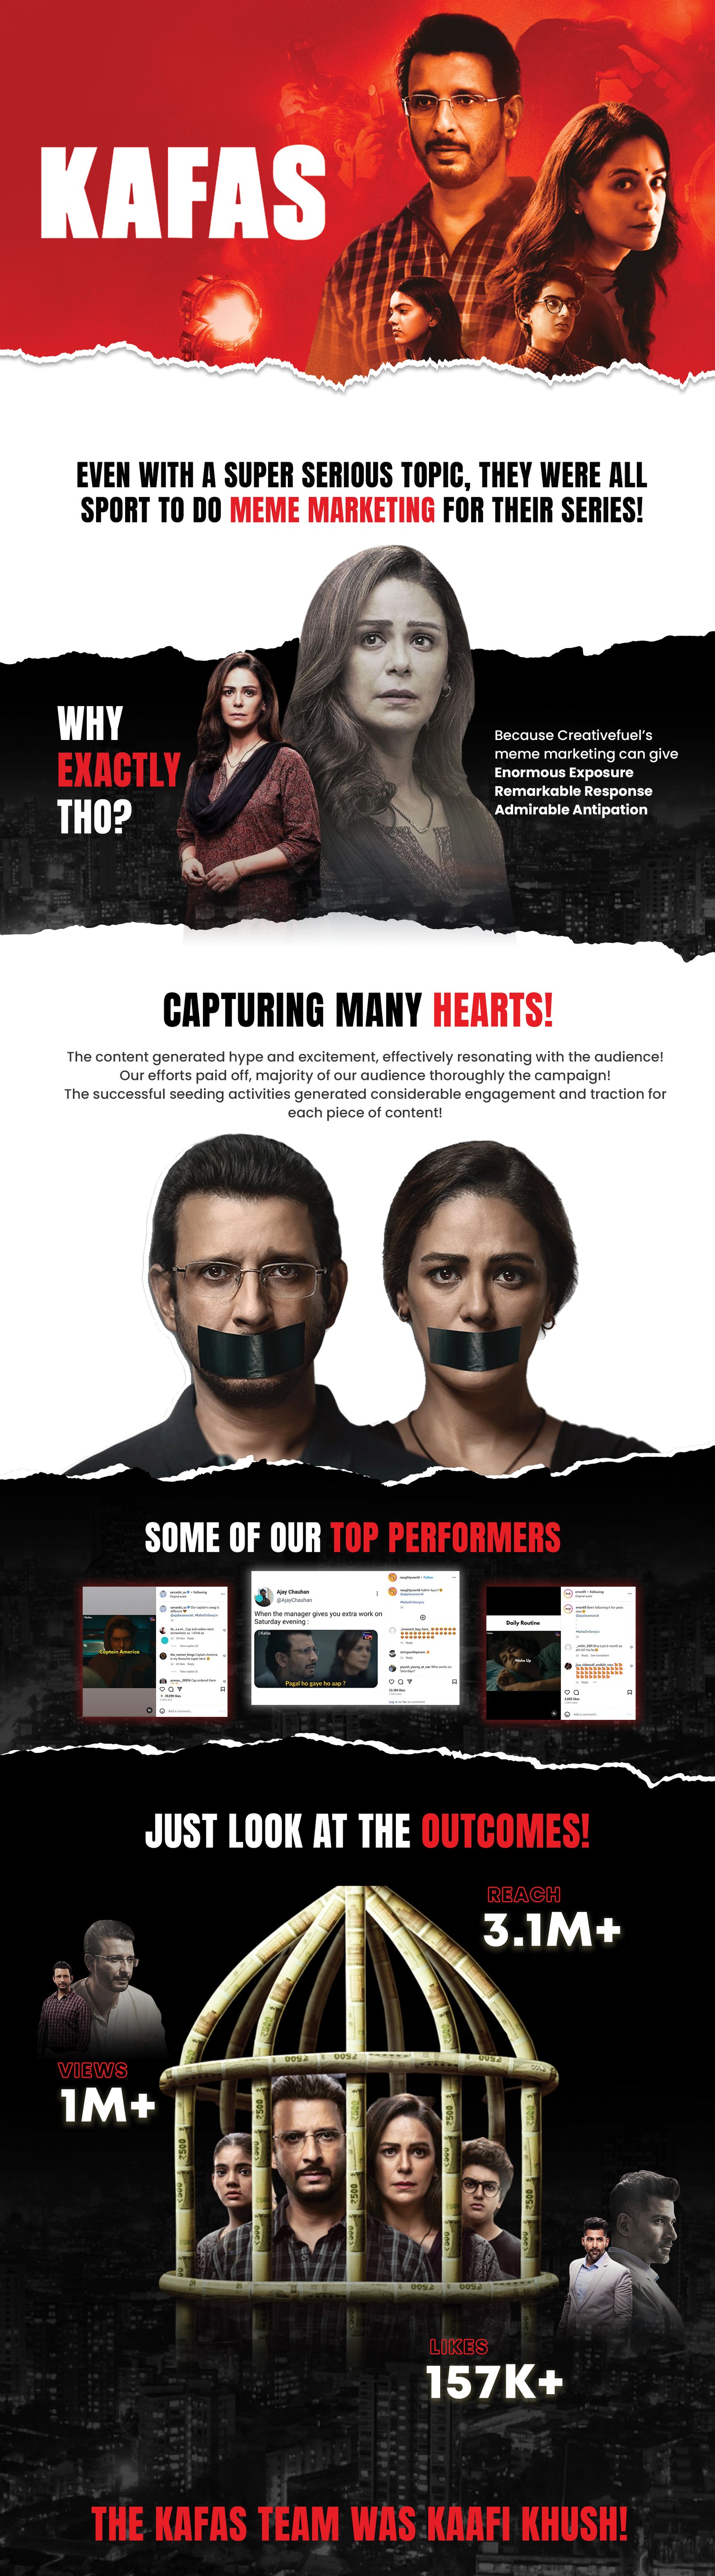 KAFAS
EVEN WITH A SUPER SERIOUS TOPIC, THEY WERE ALL
SPORT TO DO MEME MARKETING FOR THEIR SERIES!
WHY
EXACTLY
THO?
Because Creativefuel's
meme marketing can give
Enormous Exposure
Remarkable Response
Admirable Antipation
CAPTURING MANY HEARTS!
The content generated hype and excitement, effectively resonating with the audience!
Our efforts paid off, majority of our audience thoroughly the campaign!
The successful seeding activities generated considerable engagement and traction for
each piece of content!
SOME OF OUR TOP PERFORMERS
Captain America
Ajay Chauhan
@AjayChauhan
When the manager gives you extra work on
Saturday evening :
Pagal ho gaye ho aap ?
Daily Routine
Wake Up
JUST LOOK AT THE OUTCOMES!
REACH
3.1M+
VIEWS
1M+
LIKES
157K+
THE KAFAS TEAM WAS KAAFI KHUSH!